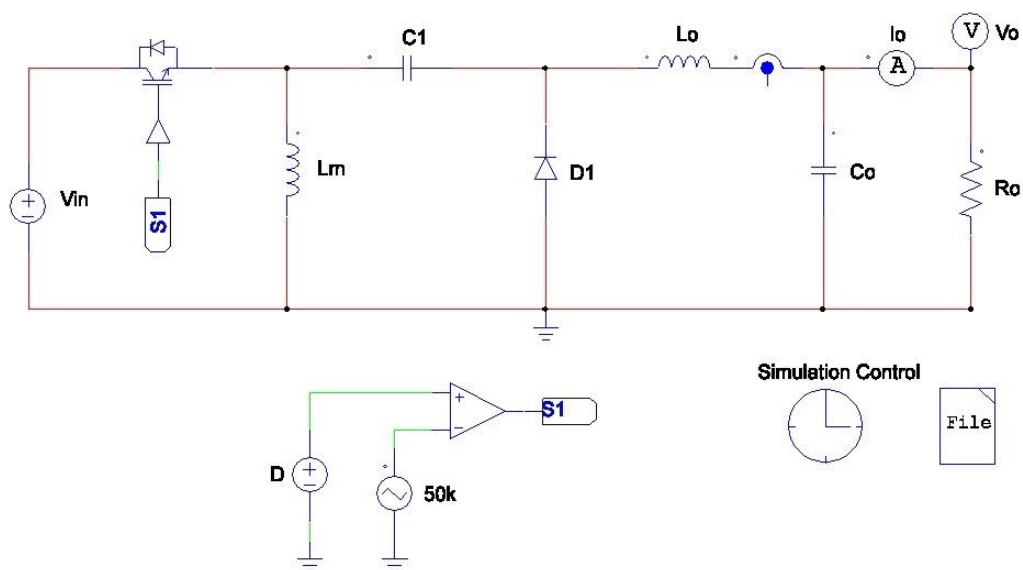 C1
Lo
Io
V
Vo
A
Vin
S1
Lm
D1
Co
Ro
Simulation Control
S1
File
D
50k